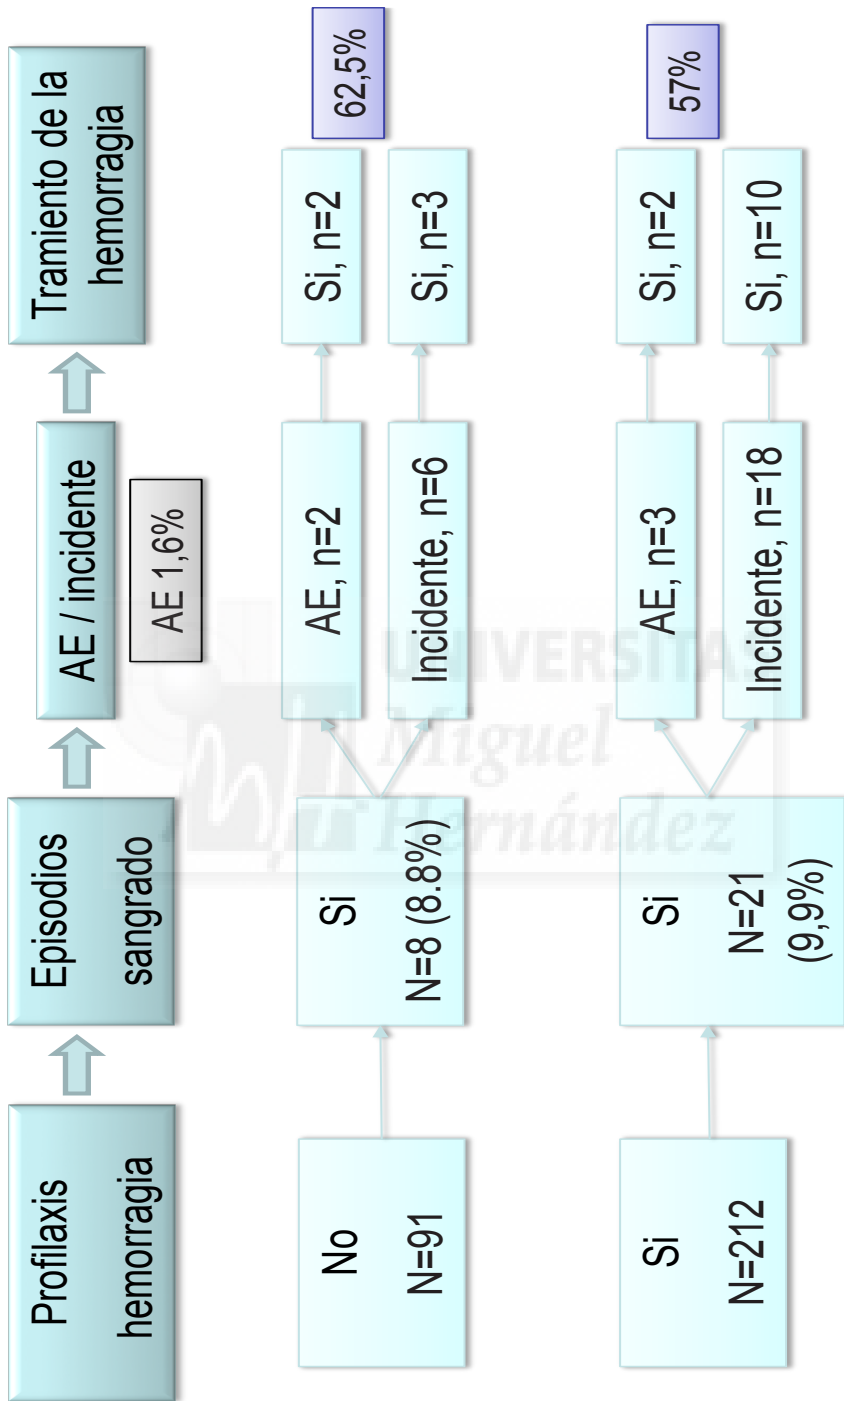 Profilaxis
hemorragia
Episodios
sangrado
AE / incidente
AE 1,6%
Tramiento de la
hemorragia
No
N=91
Si
N=8 (8.8%)
AE, n=2
Si, n=2
Incidente, n=6
Si, n=3
62,5%
Si
N=212
Si
N=21
(9,9%)
AE, n=3
Si, n=2
Incidente, n=18
Si, n=10
57%
UNIVERSITAS
Miguel
Hernández